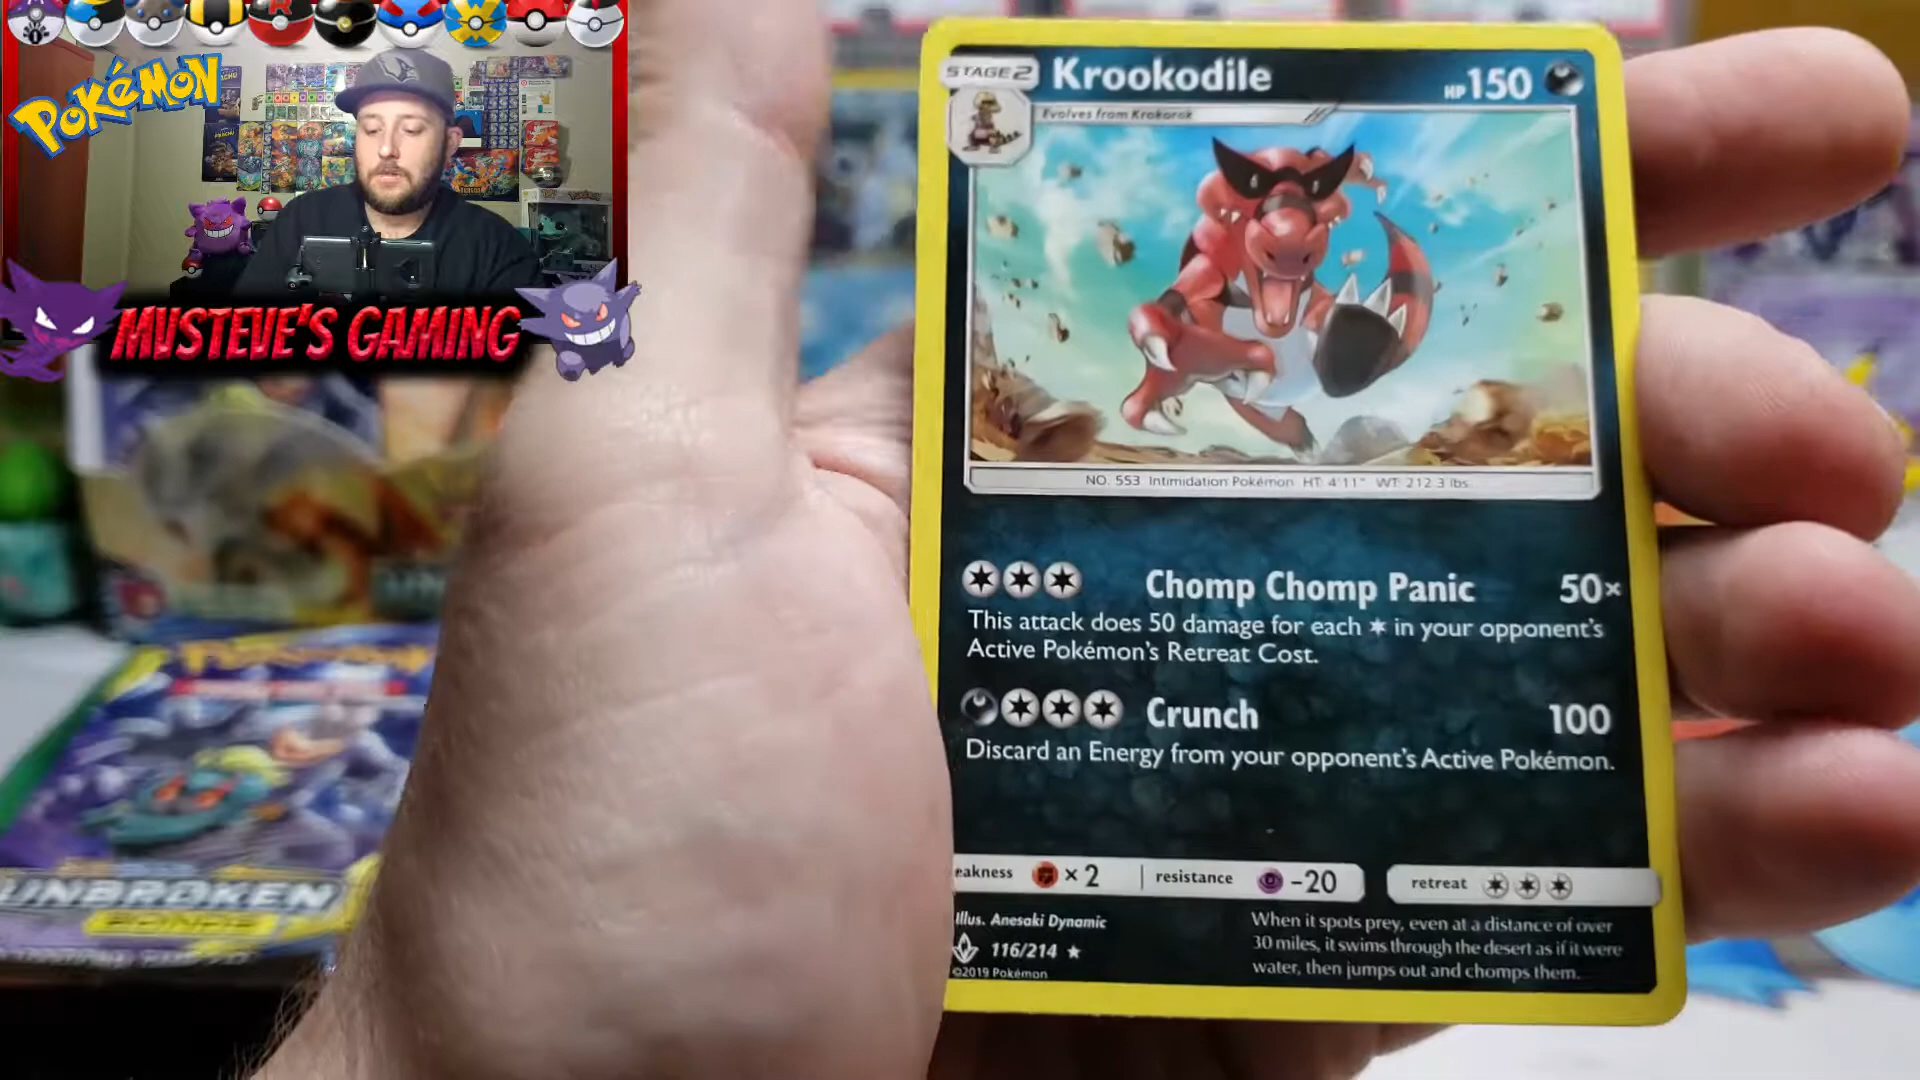 Pokémon
MVSTEVE'S GAMING
UNBROKEN
BONDS
STAGE 2
Krookodile
HP 150
Evolves from Krokorok
NO. 553 Intimidation Pokémon HT: 4'11" WT: 212.3 lbs.
Chomp Chomp Panic 50×
This attack does 50 damage for each in your opponent's
Active Pokémon's Retreat Cost.
Crunch 100
Discard an Energy from your opponent's Active Pokémon.
eakness × 2 resistance -20 retreat
Illus. Anesaki Dynamic
116/214 ★
©2019 Pokémon
When it spots prey, even at a distance of over
30 miles, it swims through the desert as if it were
water, then jumps out and chomps them.